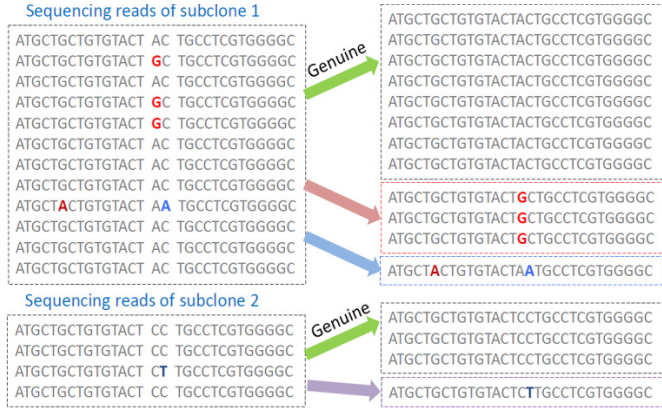 Sequencing reads of subclone 1
ATGCTGCTGTGTACT AC TGCCTCGTGGGGC
ATGCTGCTGTGTACT GC TGCCTCGTGGGGC
ATGCTGCTGTGTACT AC TGCCTCGTGGGGC
ATGCTGCTGTGTACT GC TGCCTCGTGGGGC
ATGCTGCTGTGTACT GC TGCCTCGTGGGGC
ATGCTGCTGTGTACT AC TGCCTCGTGGGGC
ATGCTGCTGTGTACT AC TGCCTCGTGGGGC
ATGCTGCTGTGTACT AC TGCCTCGTGGGGC
ATGCTACTGTGTACT AA TGCCTCGTGGGGC
ATGCTGCTGTGTACT AC TGCCTCGTGGGGC
ATGCTGCTGTGTACT AC TGCCTCGTGGGGC
ATGCTGCTGTGTACT AC TGCCTCGTGGGGC
Genuine
ATGCTGCTGTGTACTACTGCCTCGTGGGGC
ATGCTGCTGTGTACTACTGCCTCGTGGGGC
ATGCTGCTGTGTACTACTGCCTCGTGGGGC
ATGCTGCTGTGTACTACTGCCTCGTGGGGC
ATGCTGCTGTGTACTACTGCCTCGTGGGGC
ATGCTGCTGTGTACTACTGCCTCGTGGGGC
ATGCTGCTGTGTACTACTGCCTCGTGGGGC
ATGCTGCTGTGTACTACTGCCTCGTGGGGC
ATGCTGCTGTGTACTGCTGCCTCGTGGGGC
ATGCTGCTGTGTACTGCTGCCTCGTGGGGC
ATGCTGCTGTGTACTGCTGCCTCGTGGGGC
ATGCTACTGTGTACTAATGCCTCGTGGGGC
Sequencing reads of subclone 2
ATGCTGCTGTGTACT CC TGCCTCGTGGGGC
ATGCTGCTGTGTACT CC TGCCTCGTGGGGC
ATGCTGCTGTGTACT CT TGCCTCGTGGGGC
ATGCTGCTGTGTACT CC TGCCTCGTGGGGC
Genuine
ATGCTGCTGTGTACTCCTGCCTCGTGGGGC
ATGCTGCTGTGTACTCCTGCCTCGTGGGGC
ATGCTGCTGTGTACTCCTGCCTCGTGGGGC
ATGCTGCTGTGTACTCTTGCCTCGTGGGGC